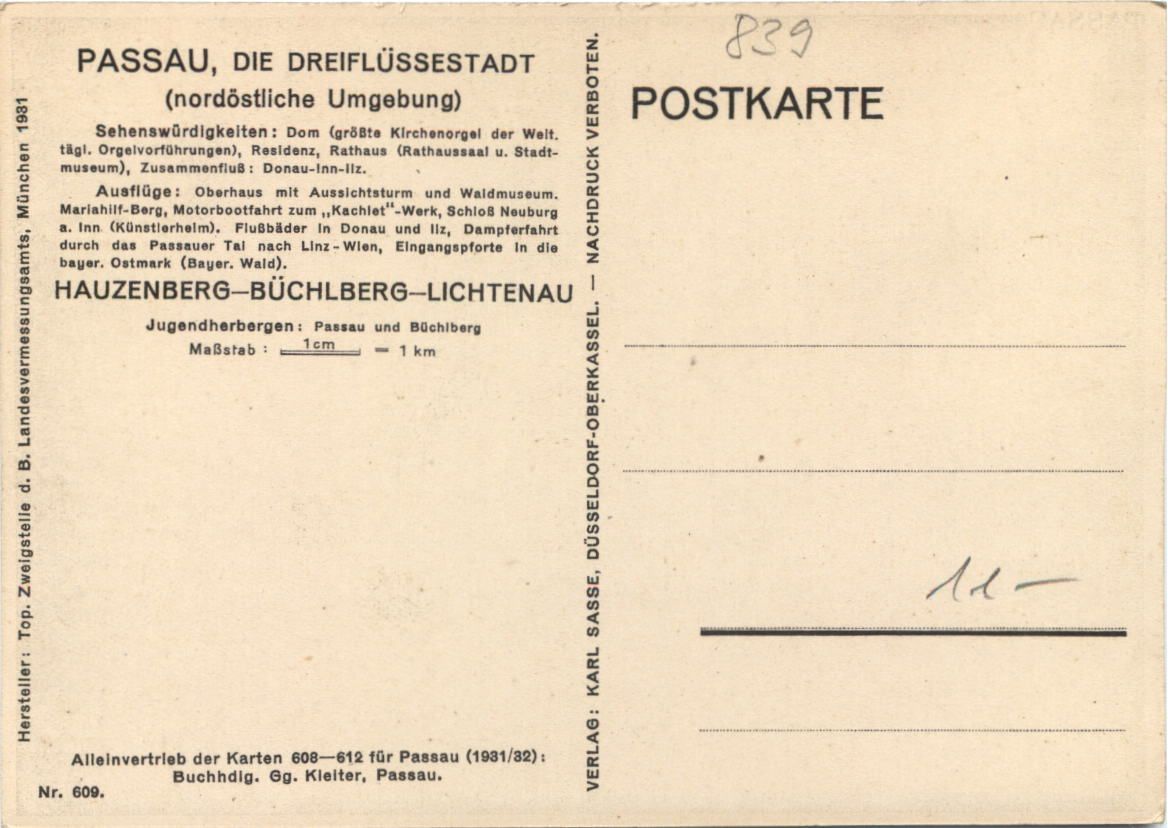 PASSAU, DIE DREIFLÜSSESTADT
(nordöstliche Umgebung)
Sehenswürdigkeiten: Dom (größte Kirchenorgel der Welt.
tägl. Orgelvorführungen), Residenz, Rathaus (Rathaussaal u. Stadt-
museum), Zusammenfluß: Donau-Inn-Ilz.
Ausflüge: Oberhaus mit Aussichtsturm und Waldmuseum.
Mariahilf-Berg, Motorbootfahrt zum „Kachlet"-Werk, Schloß Neuburg
a. Inn (Künstlerheim). Flußbäder in Donau und Ilz, Dampferfahrt
durch das Passauer Tal nach Linz-Wien, Eingangspforte in die
bayer. Ostmark (Bayer. Wald).
HAUZENBERG—BÜCHLBERG—LICHTENAU
Jugendherbergen: Passau und Büchlberg
Maßstab: 1cm = 1 km
Alleinvertrieb der Karten 608—612 für Passau (1931/32):
Buchhdlg. Gg. Kleiter, Passau.
Nr. 609.
Hersteller: Top. Zweigstelle d. B. Landesvermessungsamts, München 1931
VERLAG: KARL SASSE, DÜSSELDORF-OBERKASSEL. — NACHDRUCK VERBOTEN.
839
POSTKARTE